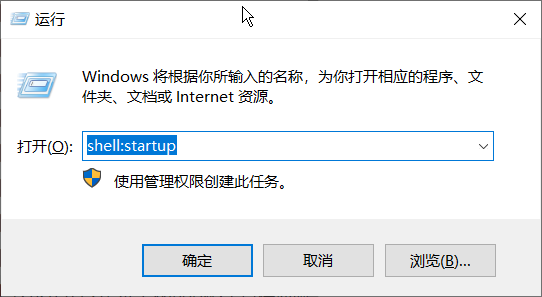 运行
Windows 将根据你所输入的名称，为你打开相应的程序、文
件夹、文档或 Internet 资源。
打开(O): shell:startup
使用管理权限创建此任务。
确定 取消 浏览(B)...